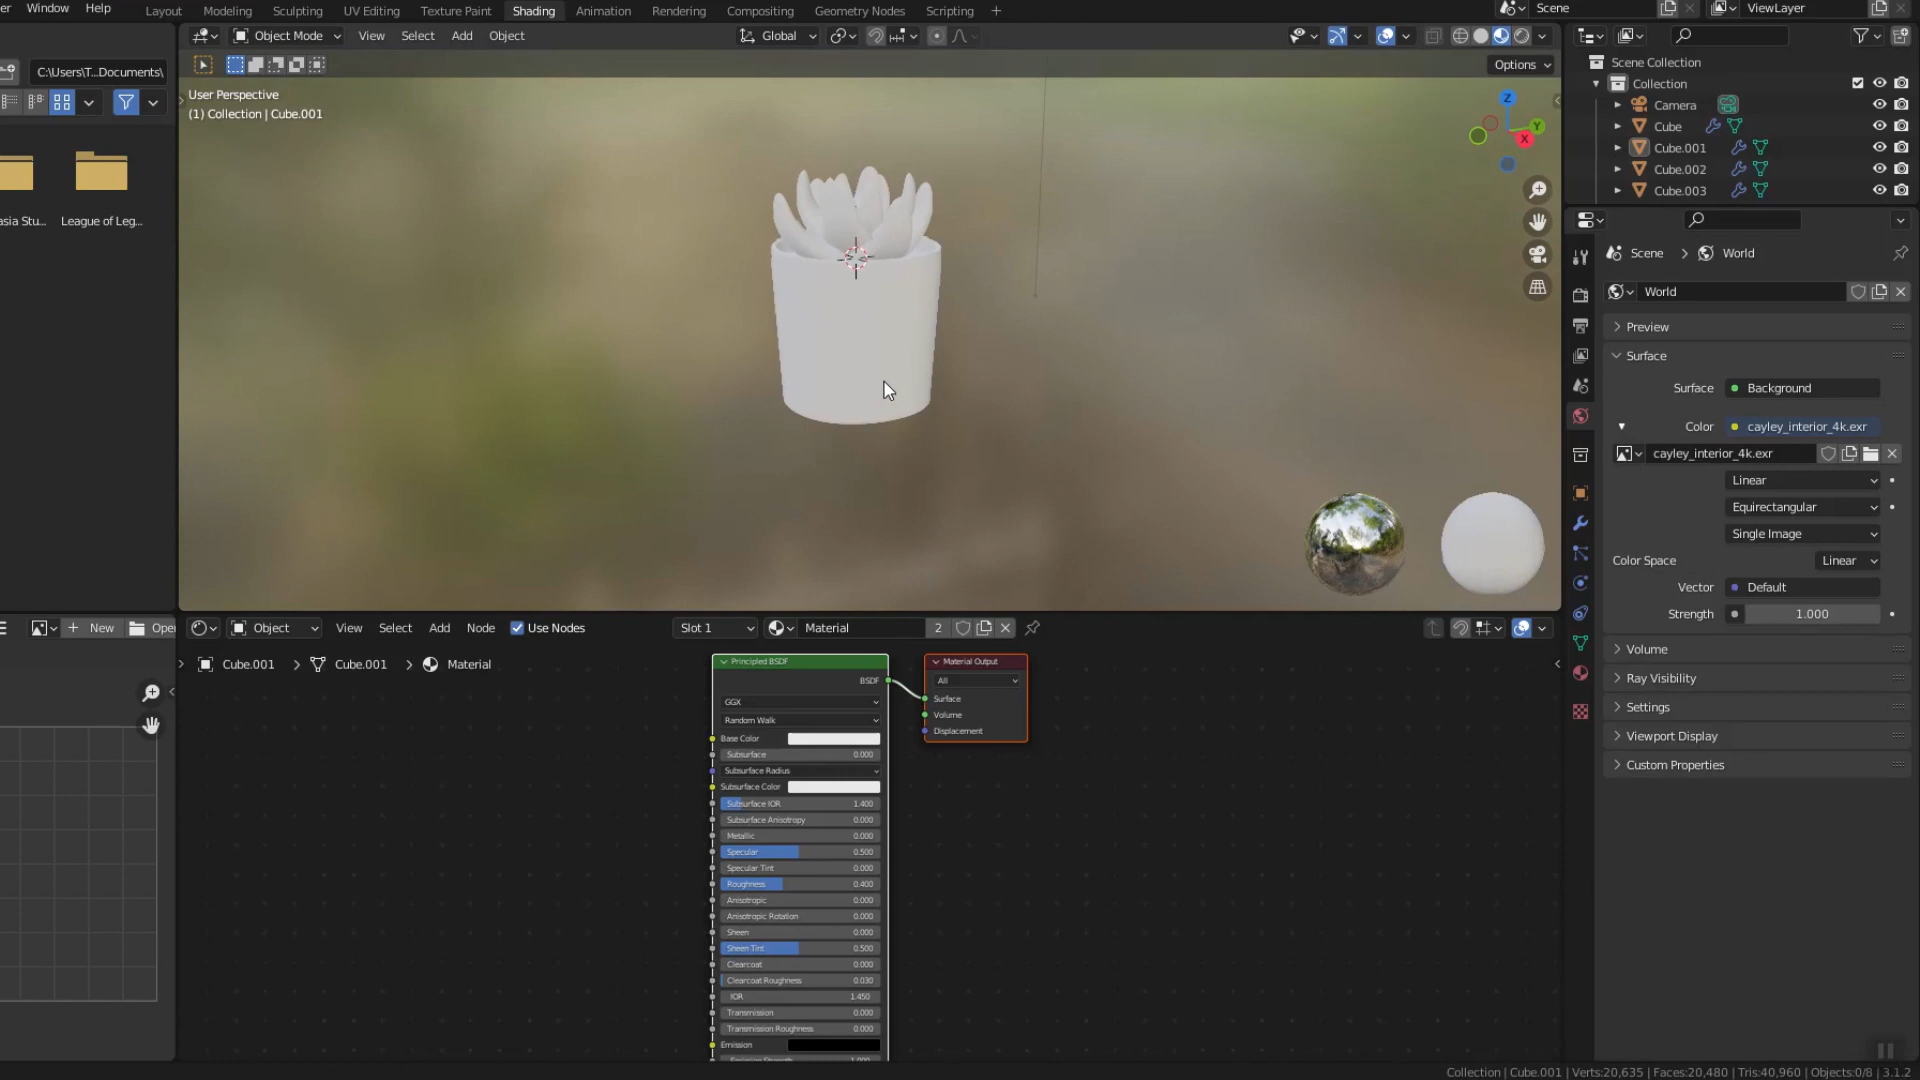 er Window Help Layout Modeling Sculpting UV Editing Texture Paint Shading Animation Rendering Compositing Geometry Nodes Scripting + Scene ViewLayer
Object Mode View Select Add Object Global
C:\Users\T...Documents\
Options
User Perspective
(1) Collection | Cube.001
Z
Y
X
asia Stu...
League of Leg...
Scene Collection
Collection
Camera
Cube
Cube.001
Cube.002
Cube.003
Scene > World
World
Preview
Surface
Surface Background
Color cayley_interior_4k.exr
cayley_interior_4k.exr
Linear
Equirectangular
Single Image
Color Space Linear
Vector Default
Strength 1.000
Volume
Ray Visibility
Settings
Viewport Display
Custom Properties
+ New Oper
Object View Select Add Node Use Nodes Slot 1 Material 2
Cube.001 > Cube.001 > Material
Principled BSDF
BSDF
GGX
Random Walk
Base Color
Subsurface 0.000
Subsurface Radius
Subsurface Color
Subsurface IOR 1.400
Subsurface Anisotropy 0.000
Metallic 0.000
Specular 0.500
Specular Tint 0.000
Roughness 0.400
Anisotropic 0.000
Anisotropic Rotation 0.000
Sheen 0.000
Sheen Tint 0.500
Clearcoat 0.000
Clearcoat Roughness 0.030
IOR 1.450
Transmission 0.000
Transmission Roughness 0.000
Emission
Emission Strength 1.000
Material Output
All
Surface
Volume
Displacement
Collection | Cube.001 | Verts:20,635 | Faces:20,480 | Tris:40,960 | Objects:0/8 | 3.1.2